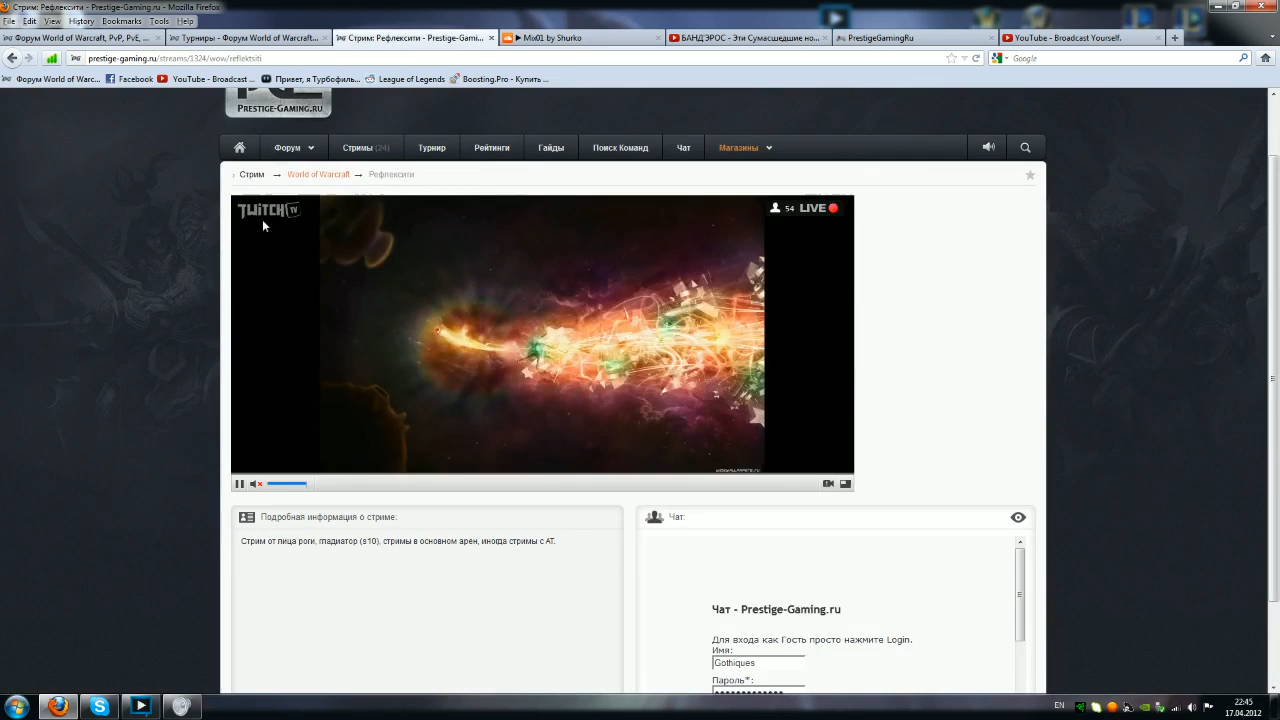 Стрим: Рефлексити - Prestige-Gaming.ru - Mozilla Firefox
File Edit View History Bookmarks Tools Help
Форум World of Warcraft, PvP, PvE, ...
Турниры - Форум World of Warcraft...
Стрим: Рефлексити - Prestige-Gami...
Mix01 by Shurko
БАНД'ЭРОС - Эти Сумасшедшие но...
PrestigeGamingRu
YouTube - Broadcast Yourself.
prestige-gaming.ru/streams/1324/wow/reflektsiti
Google
Форум World of Warc... Facebook YouTube - Broadcast ... Привет, я Турбофиль... League of Legends Boosting.Pro - Купить ...
PRESTIGE-GAMING.RU
Форум Стримы (24) Турнир Рейтинги Гайды Поиск Команд Чат Магазины
Стрим → World of Warcraft → Рефлексити
TWITCH TV
54 LIVE
Подробная информация о стриме:
Чат:
Стрим от лица роги, гладиатор (s10), стримы в основном арен, иногда стримы с АТ.
Чат - Prestige-Gaming.ru
Для входа как Гость просто нажмите Login.
Имя:
Gothiques
Пароль*:
EN
22:45
17.04.2012